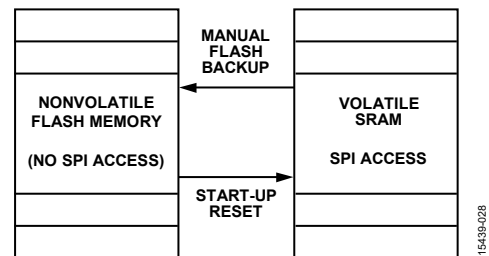 MANUAL
FLASH
BACKUP
NONVOLATILE
FLASH MEMORY
(NO SPI ACCESS)
VOLATILE
SRAM
SPI ACCESS
START-UP
RESET
15439-028